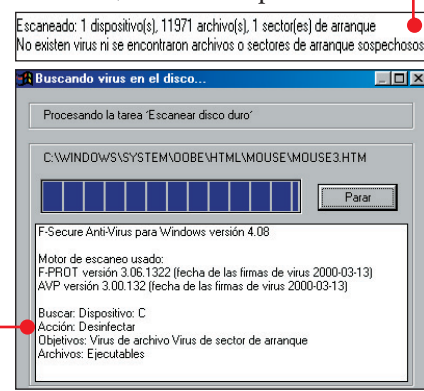 Escaneado: 1 dispositivo(s), 11971 archivo(s), 1 sector(es) de arranque
No existen virus ni se encontraron archivos o sectores de arranque sospechosos
Buscando virus en el disco...
Procesando la tarea 'Escanear disco duro'
C:\WINDOWS\SYSTEM\OOBE\HTML\MOUSE\MOUSE3.HTM
Parar
F-Secure Anti-Virus para Windows versión 4.08
Motor de escaneo usado:
F-PROT versión 3.06.1322 (fecha de las firmas de virus 2000-03-13)
AVP versión 3.00.132 (fecha de las firmas de virus 2000-03-13)
Buscar: Dispositivo: C
Acción: Desinfectar
Objetivos: Virus de archivo Virus de sector de arranque
Archivos: Ejecutables